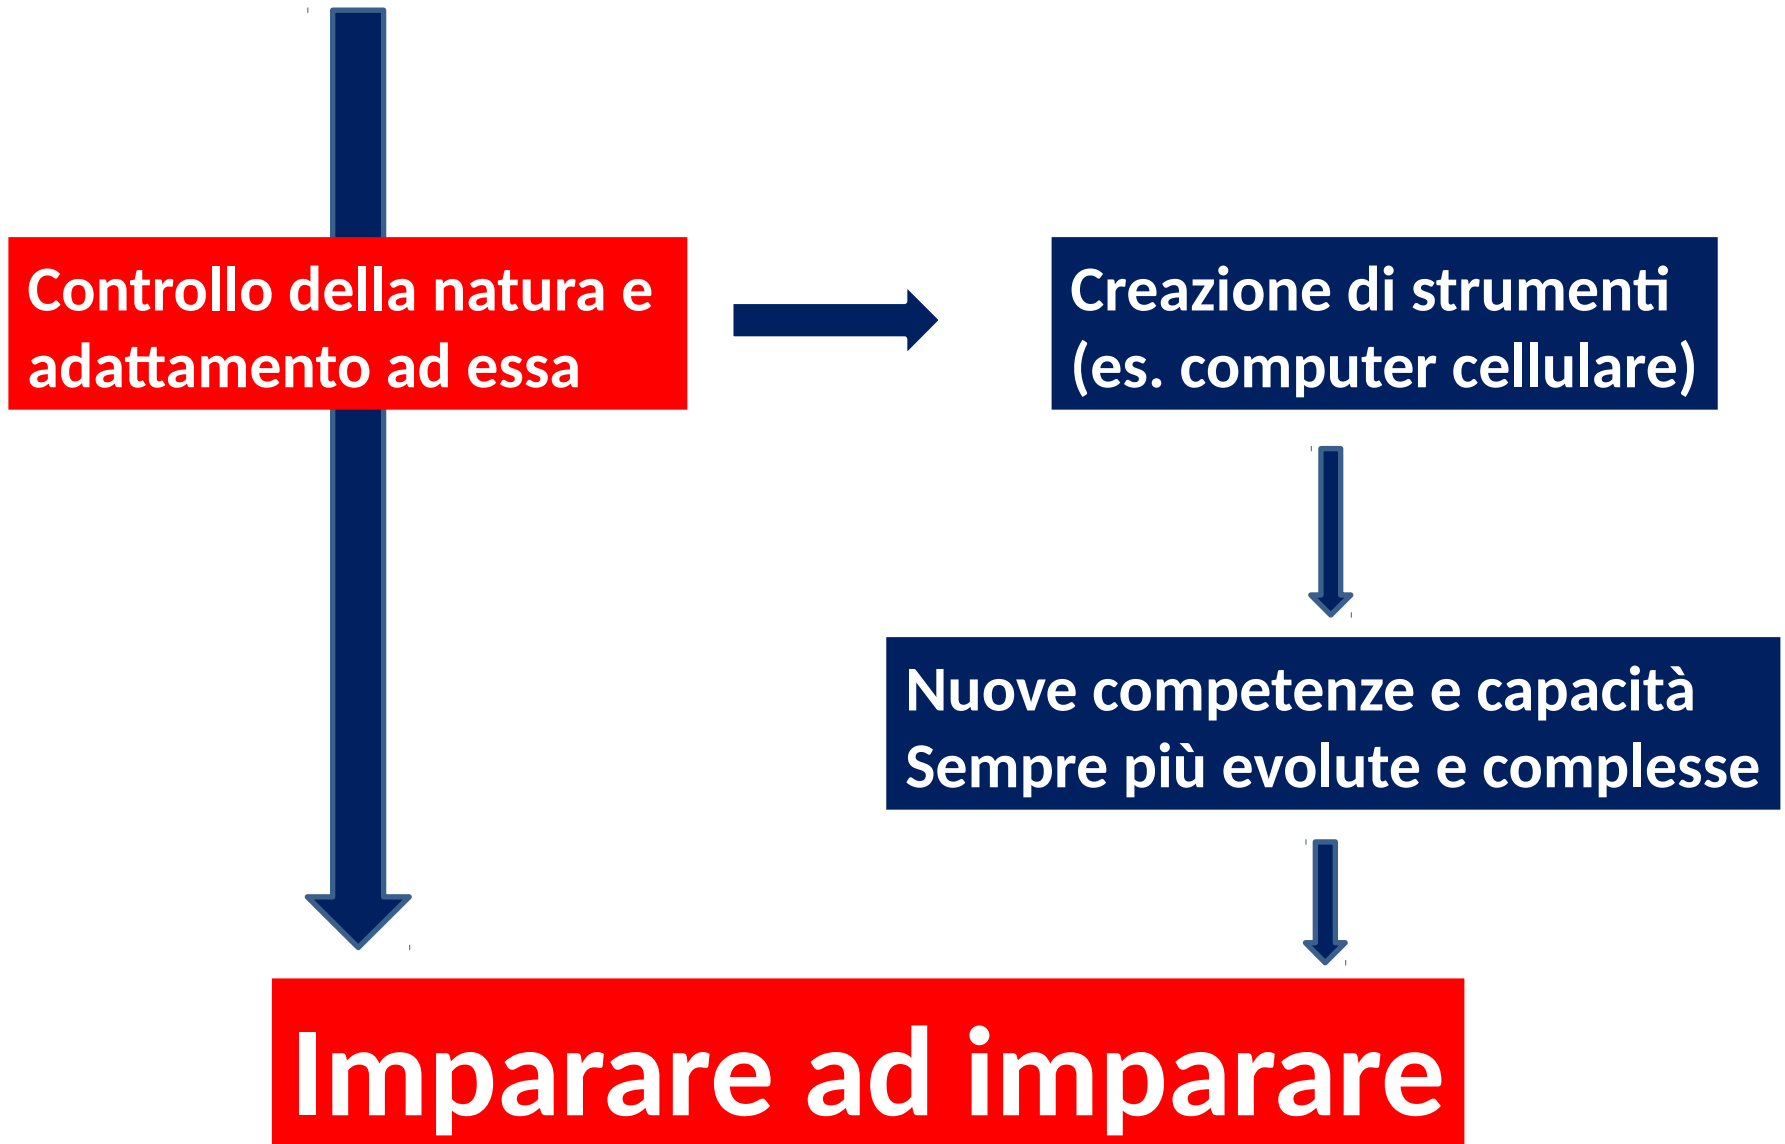 Controllo della natura e
adattamento ad essa
Creazione di strumenti
(es. computer cellulare)
Nuove competenze e capacità
Sempre più evolute e complesse
Imparare ad imparare